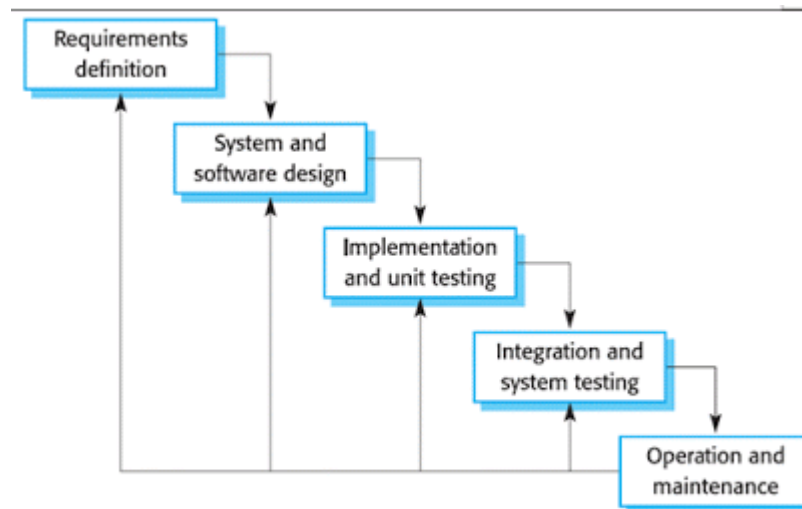 Requirements
definition
System and
software design
Implementation
and unit testing
Integration and
system testing
Operation and
maintenance